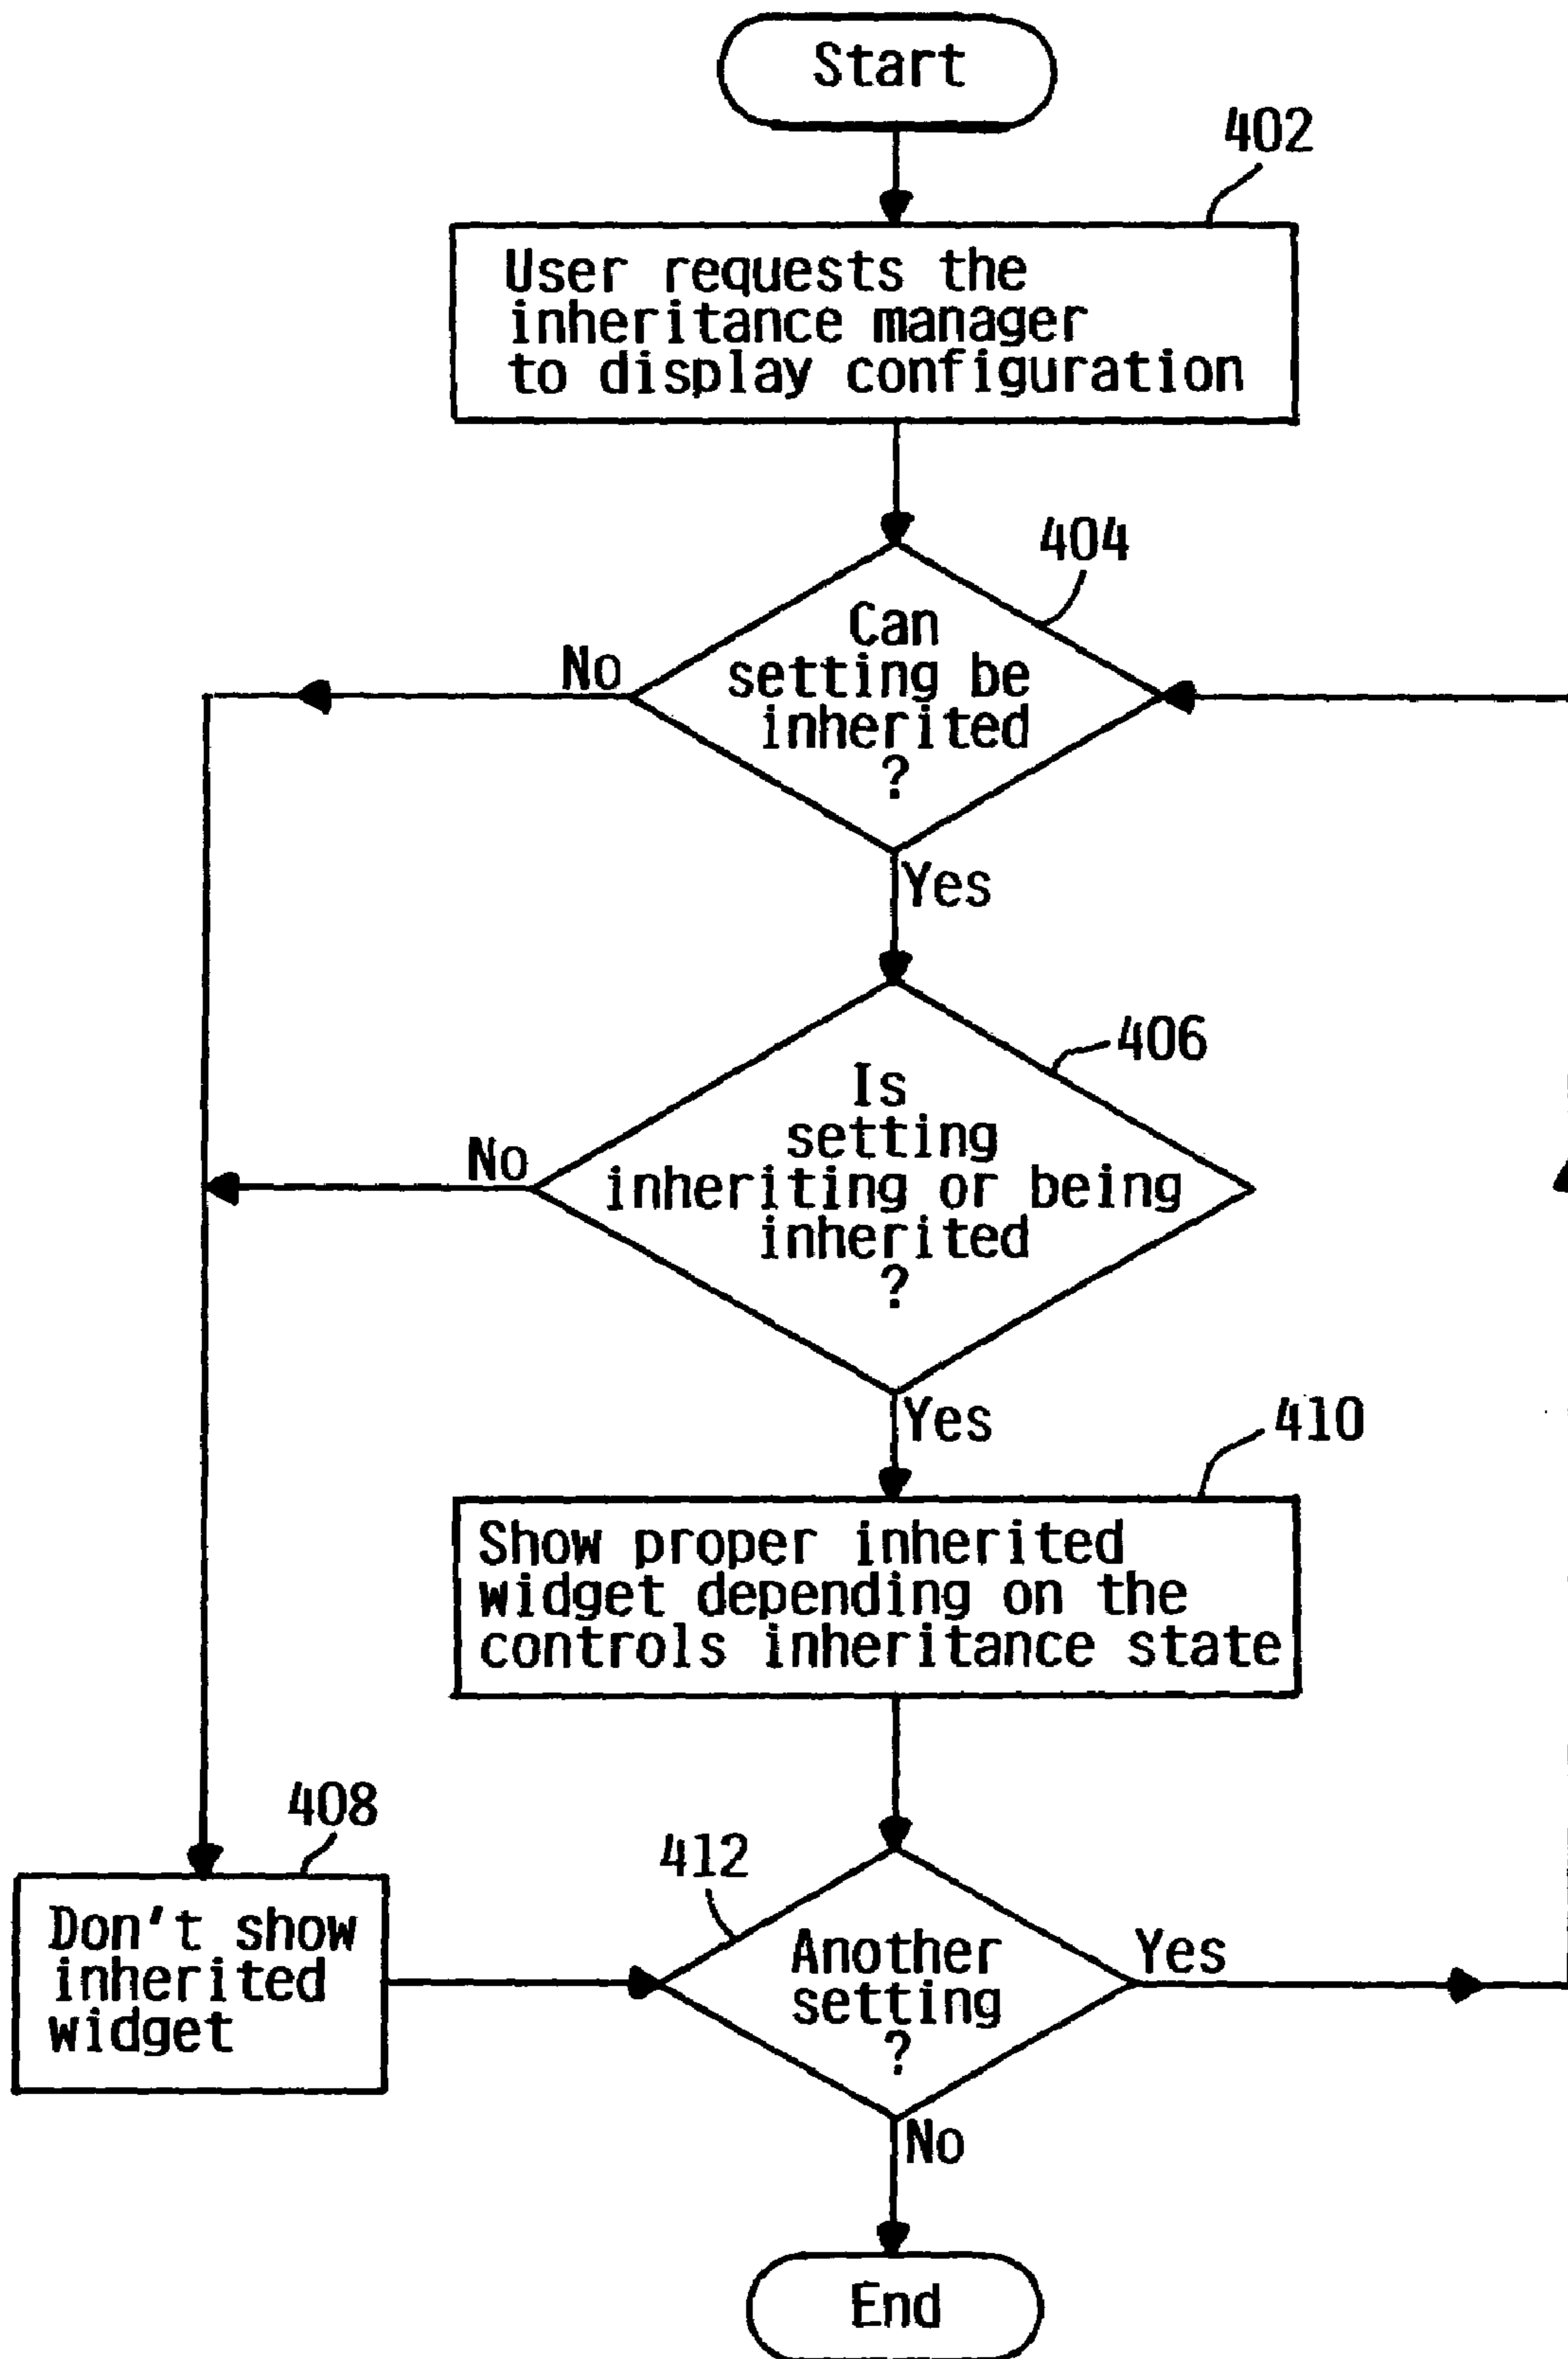 Start
402
User requests the
inheritance manager
to display configuration
404
Can
setting be
inherited
?
No
Yes
406
Is
setting
inheriting or being
inherited
?
No
Yes
410
Show proper inherited
widget depending on the
controls inheritance state
408
Don't show
inherited
widget
412
Another
setting
?
Yes
No
End